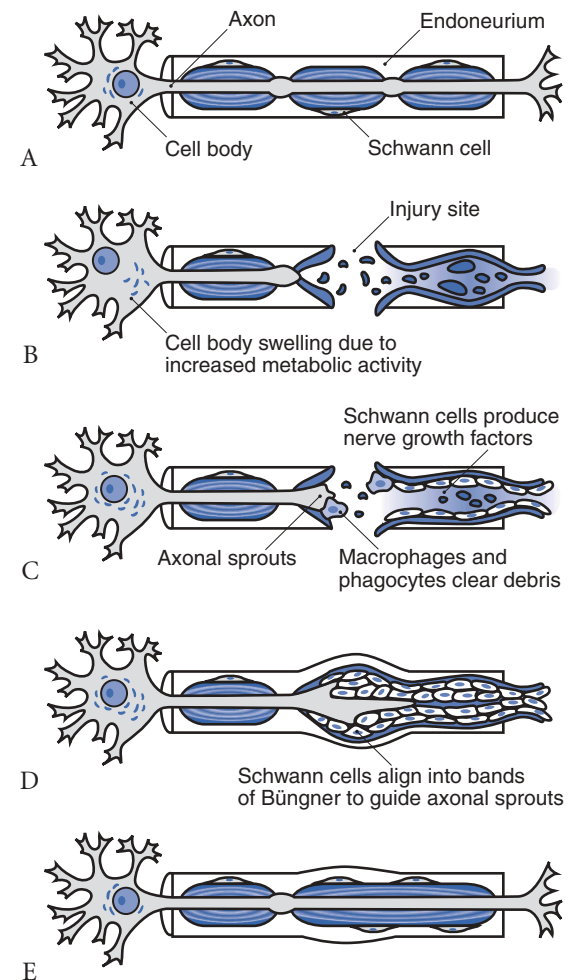 Axon
Endoneurium
Cell body
Schwann cell
A
Injury site
Cell body swelling due to
increased metabolic activity
B
Schwann cells produce
nerve growth factors
Axonal sprouts
Macrophages and
phagocytes clear debris
C
Schwann cells align into bands
of Büngner to guide axonal sprouts
D
E